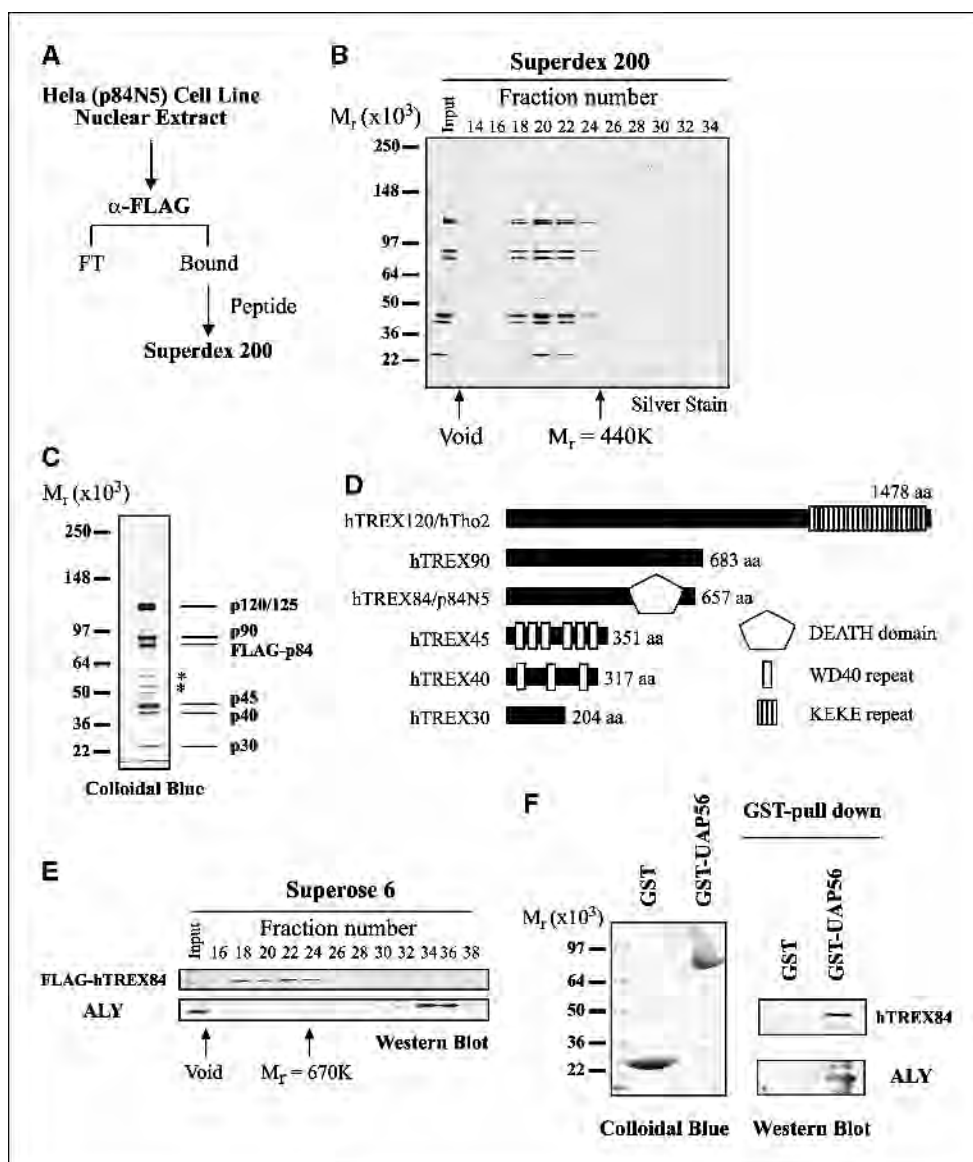 A
Hela (p84N5) Cell Line
Nuclear Extract
α-FLAG
FT Bound
Peptide
Superdex 200
B
Superdex 200
Fraction number
Mr (x10³)
Input 14 16 18 20 22 24 26 28 30 32 34
250
148
97
64
50
36
22
Silver Stain
Void Mr = 440K
C
Mr (x10³)
250
148
97
64
50
36
22
p120/125
p90
FLAG-p84
*
*
p45
p40
p30
Colloidal Blue
D
1478 aa
hTREX120/hTho2
hTREX90 683 aa
hTREX84/p84N5 657 aa
hTREX45 351 aa
hTREX40 317 aa
hTREX30 204 aa
DEATH domain
WD40 repeat
KEKE repeat
E
Superose 6
Fraction number
Input 16 18 20 22 24 26 28 30 32 34 36 38
FLAG-hTREX84
ALY
Western Blot
Void Mr = 670K
F
GST-pull down
GST
GST-UAP56
GST
GST-UAP56
Mr (x10³)
97
64
50
36
22
hTREX84
ALY
Colloidal Blue Western Blot